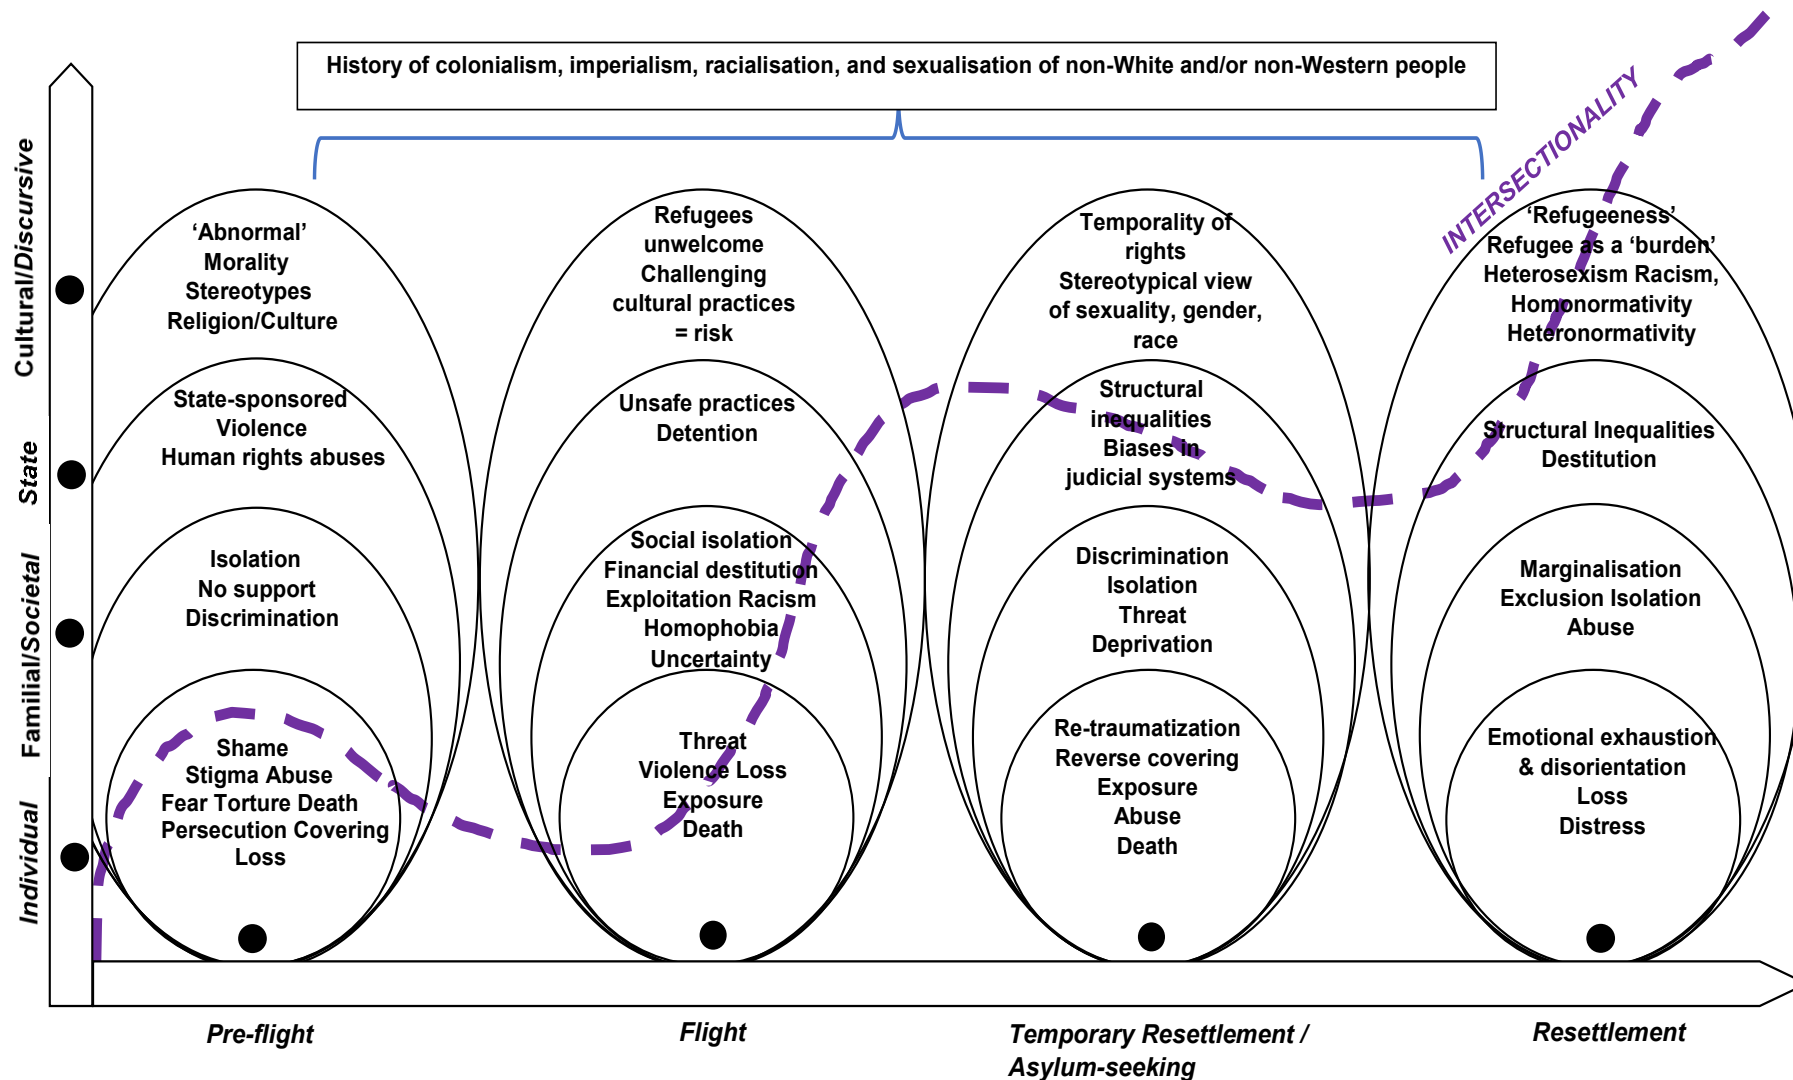 History of colonialism, imperialism, racialisation, and sexualisation of non-White and/or non-Western people
INTERSECTIONALITY
Cultural/Discursive
State
Familial/Societal
Individual
‘Abnormal’
Morality
Stereotypes
Religion/Culture
State-sponsored
Violence
Human rights abuses
Isolation
No support
Discrimination
Shame
Stigma Abuse
Fear Torture Death
Persecution Covering
Loss
Refugees
unwelcome
Challenging
cultural practices
= risk
Unsafe practices
Detention
Social isolation
Financial destitution
Exploitation Racism
Homophobia
Uncertainty
Threat
Violence Loss
Exposure
Death
Temporality of
rights
Stereotypical view
of sexuality, gender,
race
Structural
inequalities
Biases in
judicial systems
Discrimination
Isolation
Threat
Deprivation
Re-traumatization
Reverse covering
Exposure
Abuse
Death
‘Refugeeness’
Refugee as a ‘burden’
Heterosexism Racism,
Homonormativity
Heteronormativity
Structural Inequalities
Destitution
Marginalisation
Exclusion Isolation
Abuse
Emotional exhaustion
& disorientation
Loss
Distress
Pre-flight
Flight
Temporary Resettlement /
Asylum-seeking
Resettlement